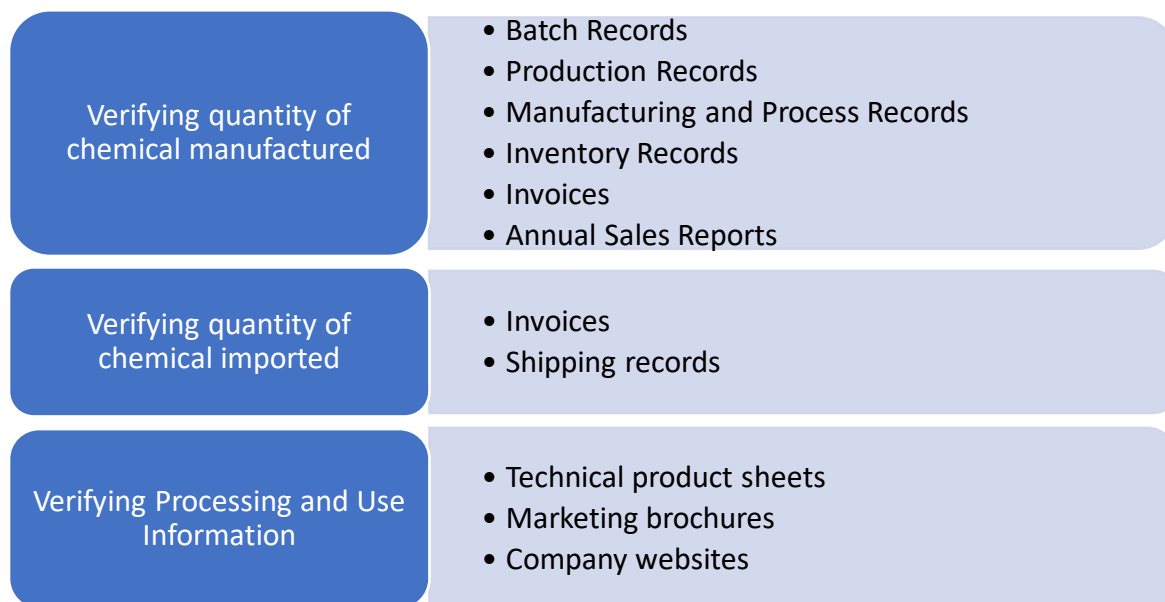 Verifying quantity of
chemical manufactured
• Batch Records
• Production Records
• Manufacturing and Process Records
• Inventory Records
• Invoices
• Annual Sales Reports
Verifying quantity of
chemical imported
• Invoices
• Shipping records
Verifying Processing and Use
Information
• Technical product sheets
• Marketing brochures
• Company websites